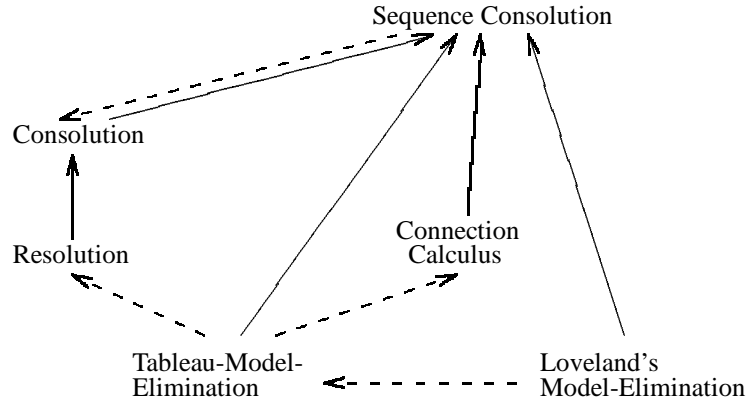 Sequence Consolution
Consolution
Resolution
Connection
Calculus
Tableau-Model-
Elimination
Loveland's
Model-Elimination